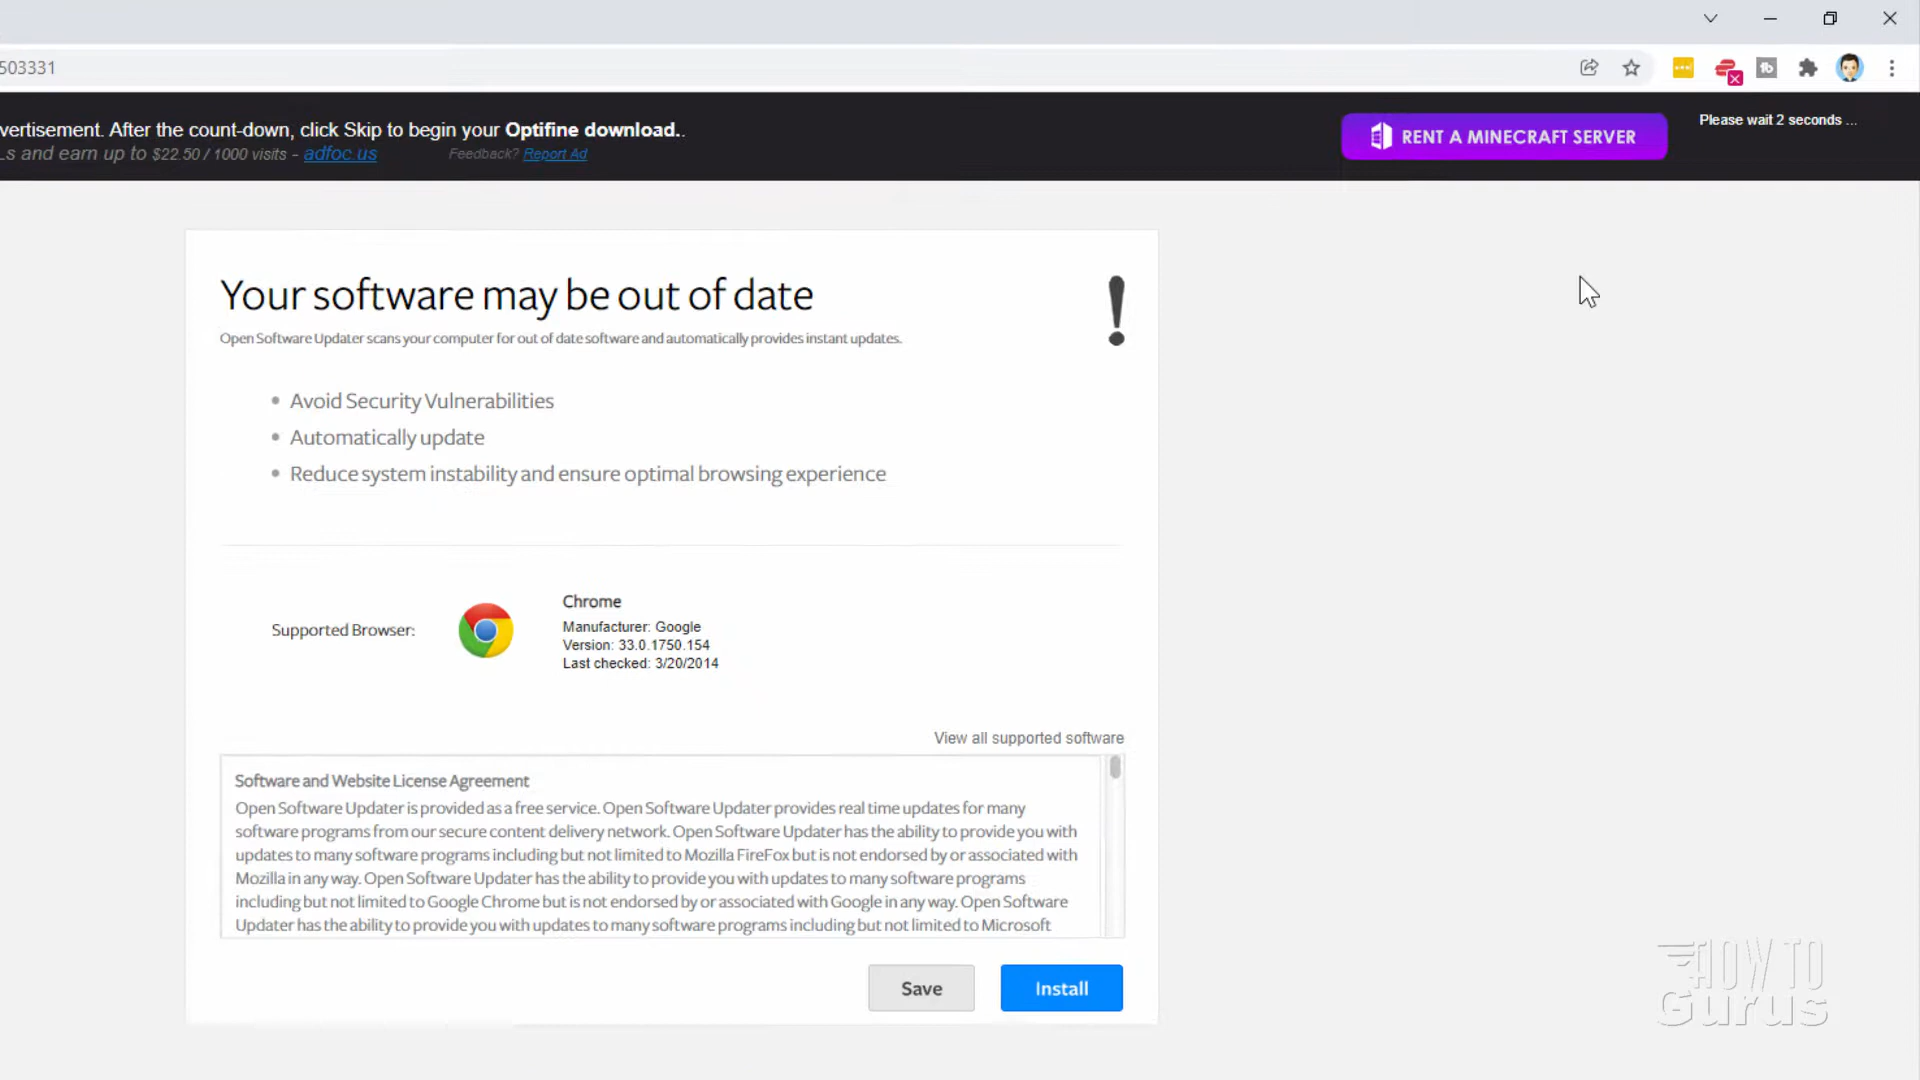 503331
vertisement. After the count-down, click Skip to begin your Optifine download..
Ls and earn up to $22.50 / 1000 visits - adfoc.us
Feedback? Report Ad
RENT A MINECRAFT SERVER
Please wait 2 seconds ...
Your software may be out of date
Open Software Updater scans your computer for out of date software and automatically provides instant updates.
• Avoid Security Vulnerabilities
• Automatically update
• Reduce system instability and ensure optimal browsing experience
Supported Browser:
Chrome
Manufacturer: Google
Version: 33.0.1750.154
Last checked: 3/20/2014
View all supported software
Software and Website License Agreement
Open Software Updater is provided as a free service. Open Software Updater provides real time updates for many
software programs from our secure content delivery network. Open Software Updater has the ability to provide you with
updates to many software programs including but not limited to Mozilla FireFox but is not endorsed by or associated with
Mozilla in any way. Open Software Updater has the ability to provide you with updates to many software programs
including but not limited to Google Chrome but is not endorsed by or associated with Google in any way. Open Software
Updater has the ability to provide you with updates to many software programs including but not limited to Microsoft
Save
Install
HOW TO
Gurus